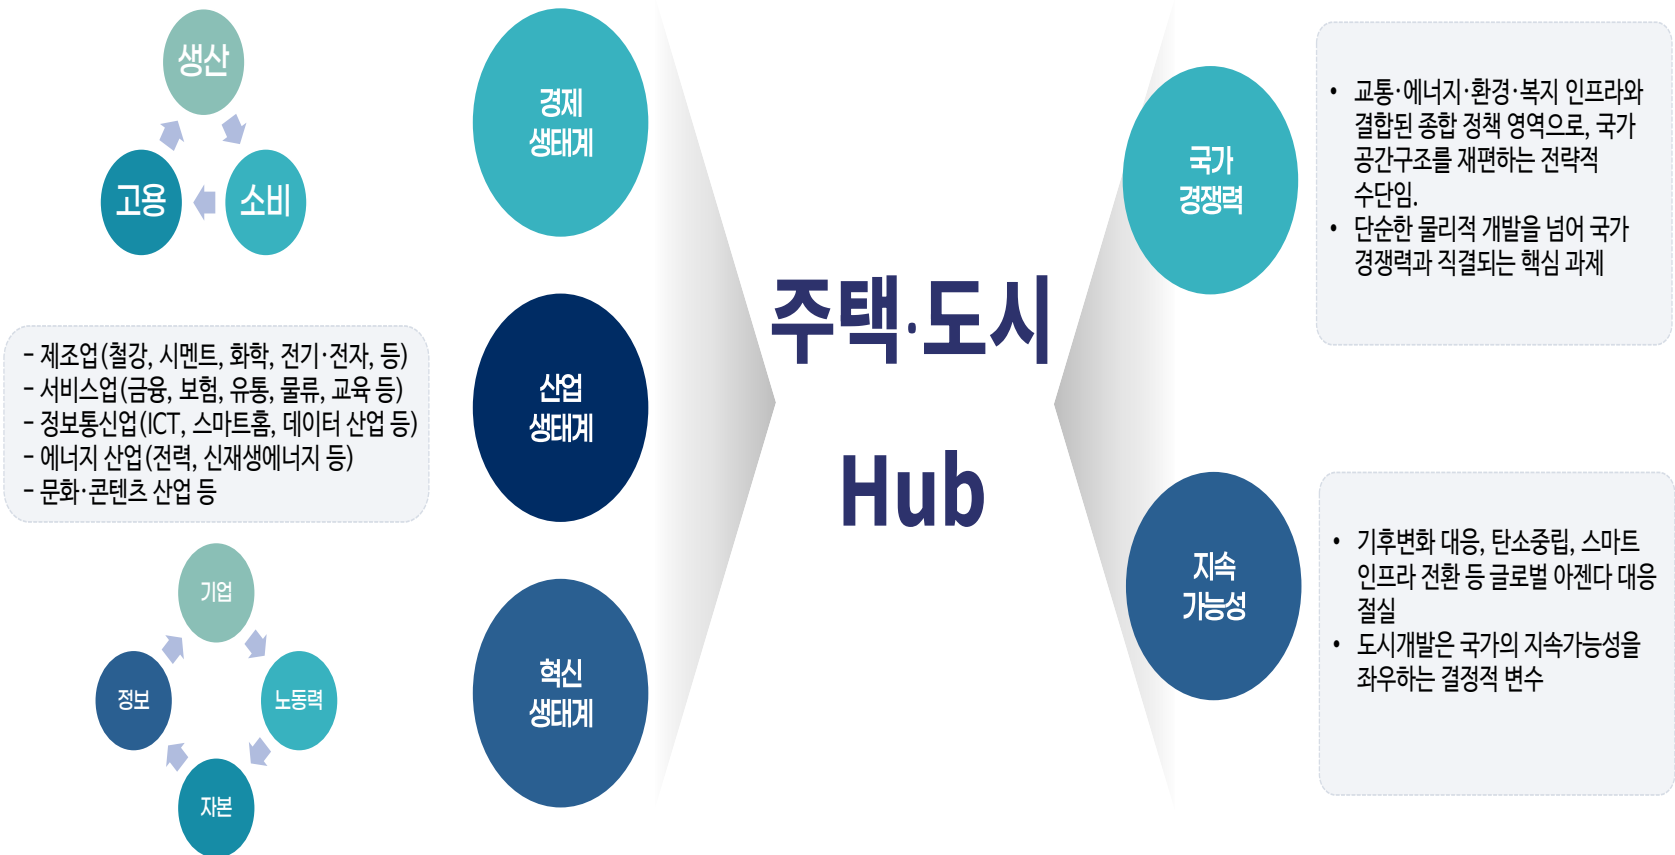 생산
고용
소비
- 제조업(철강, 시멘트, 화학, 전기·전자, 등)
- 서비스업(금융, 보험, 유통, 물류, 교육 등)
- 정보통신업(ICT, 스마트홈, 데이터 산업 등)
- 에너지 산업(전력, 신재생에너지 등)
- 문화·콘텐츠 산업 등
기업
정보
노동력
자본
경제
생태계
산업
생태계
혁신
생태계
주택·도시
Hub
국가
경쟁력
• 교통·에너지·환경·복지 인프라와
결합된 종합 정책 영역으로, 국가
공간구조를 재편하는 전략적
수단임.
• 단순한 물리적 개발을 넘어 국가
경쟁력과 직결되는 핵심 과제
지속
가능성
• 기후변화 대응, 탄소중립, 스마트
인프라 전환 등 글로벌 아젠다 대응
절실
• 도시개발은 국가의 지속가능성을
좌우하는 결정적 변수